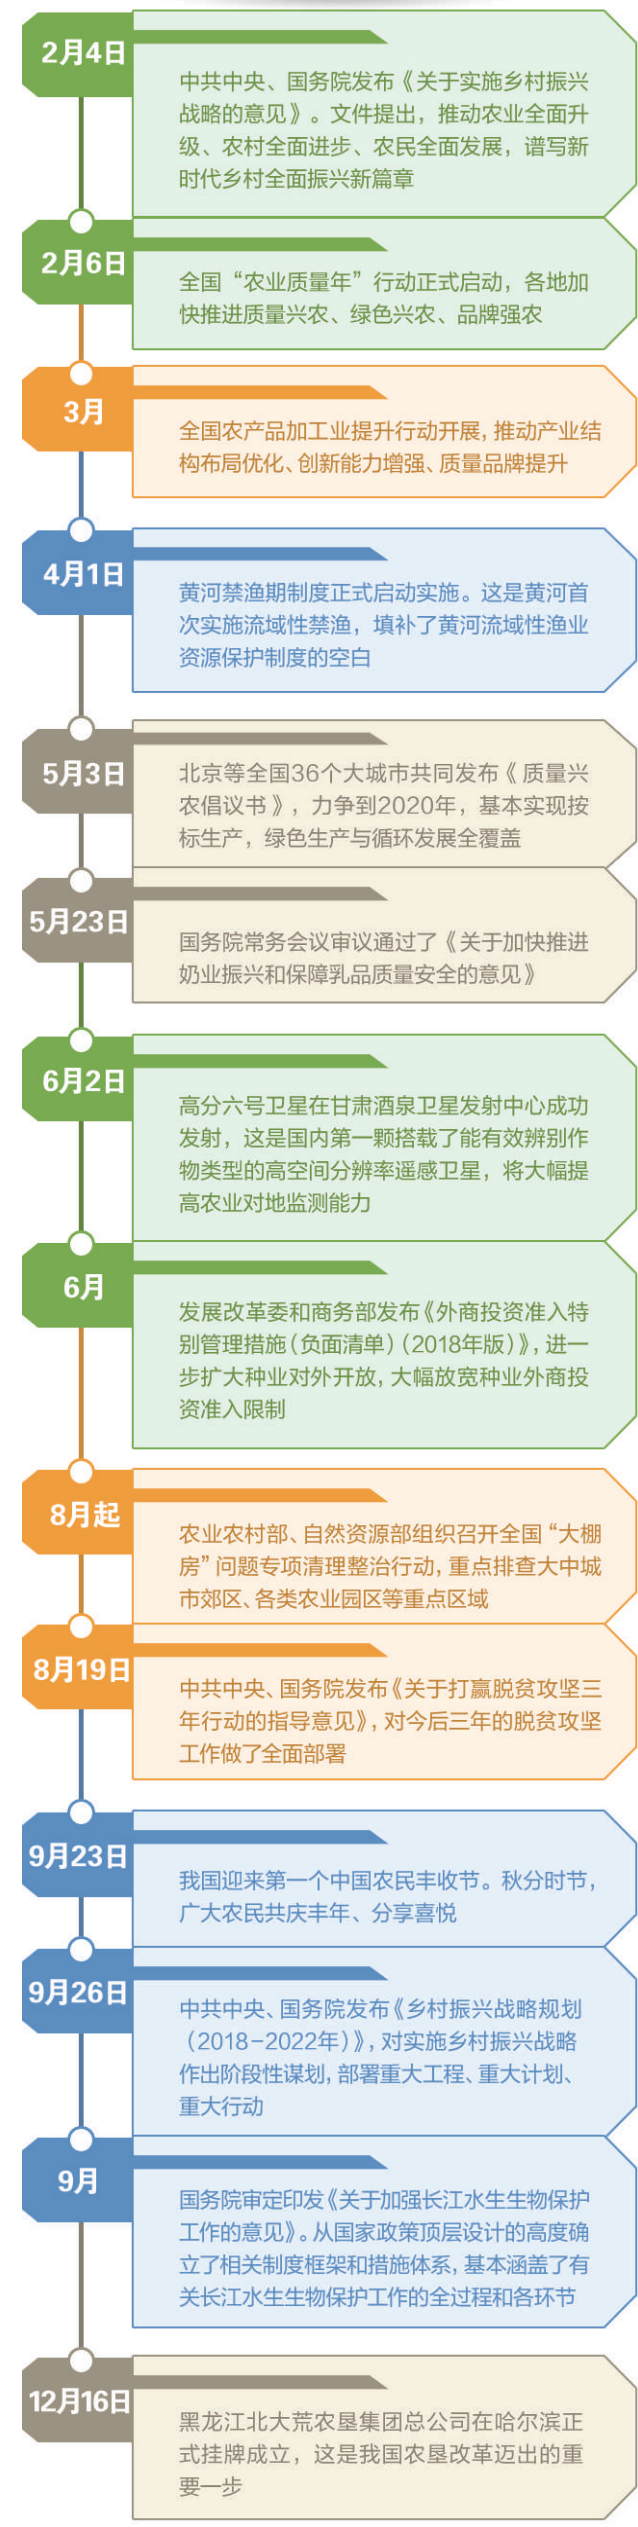 2月4日
中共中央、国务院发布《关于实施乡村振兴
战略的意见》。文件提出，推动农业全面升
级、农村全面进步、农民全面发展，谱写新
时代乡村全面振兴新篇章
2月6日
全国“农业质量年”行动正式启动，各地加
快推进质量兴农、绿色兴农、品牌强农
3月
全国农产品加工业提升行动开展，推动产业结
构布局优化、创新能力增强、质量品牌提升
4月1日
黄河禁渔期制度正式启动实施。这是黄河首
次实施流域性禁渔，填补了黄河流域性渔业
资源保护制度的空白
5月3日
北京等全国36个大城市共同发布《质量兴
农倡议书》，力争到2020年，基本实现按
标生产，绿色生产与循环发展全覆盖
5月23日
国务院常务会议审议通过了《关于加快推进
奶业振兴和保障乳品质量安全的意见》
6月2日
高分六号卫星在甘肃酒泉卫星发射中心成功
发射，这是国内第一颗搭载了能有效辨别作
物类型的高空间分辨率遥感卫星，将大幅提
高农业对地监测能力
6月
发展改革委和商务部发布《外商投资准入特
别管理措施（负面清单）（2018年版）》，进一
步扩大种业对外开放，大幅放宽种业外商投
资准入限制
8月起
农业农村部、自然资源部组织召开全国“大棚
房”问题专项清理整治行动，重点排查大中城
市郊区、各类农业园区等重点区域
8月19日
中共中央、国务院发布《关于打赢脱贫攻坚三
年行动的指导意见》，对今后三年的脱贫攻坚
工作做了全面部署
9月23日
我国迎来第一个中国农民丰收节。秋分时节，
广大农民共庆丰年、分享喜悦
9月26日
中共中央、国务院发布《乡村振兴战略规划
（2018-2022年）》，对实施乡村振兴战略
作出阶段性谋划，部署重大工程、重大计划、
重大行动
9月
国务院审定印发《关于加强长江水生生物保护
工作的意见》。从国家政策顶层设计的高度确
立了相关制度框架和措施体系，基本涵盖了有
关长江水生生物保护工作的全过程和各环节
12月16日
黑龙江北大荒农垦集团总公司在哈尔滨正
式挂牌成立，这是我国农垦改革迈出的重
要一步